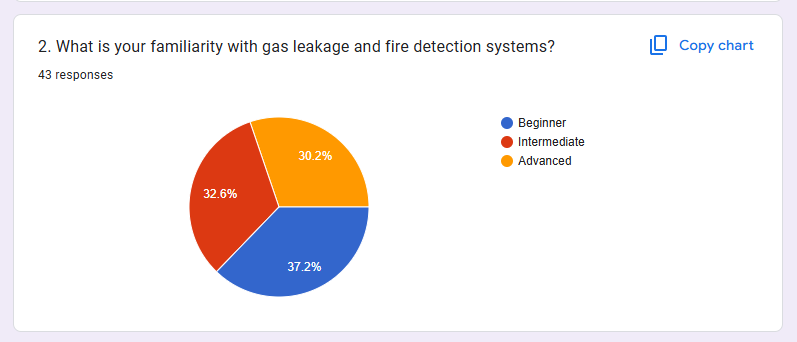 2. What is your familiarity with gas leakage and fire detection systems?
Copy chart
43 responses
Beginner
Intermediate
Advanced
30.2%
32.6%
37.2%